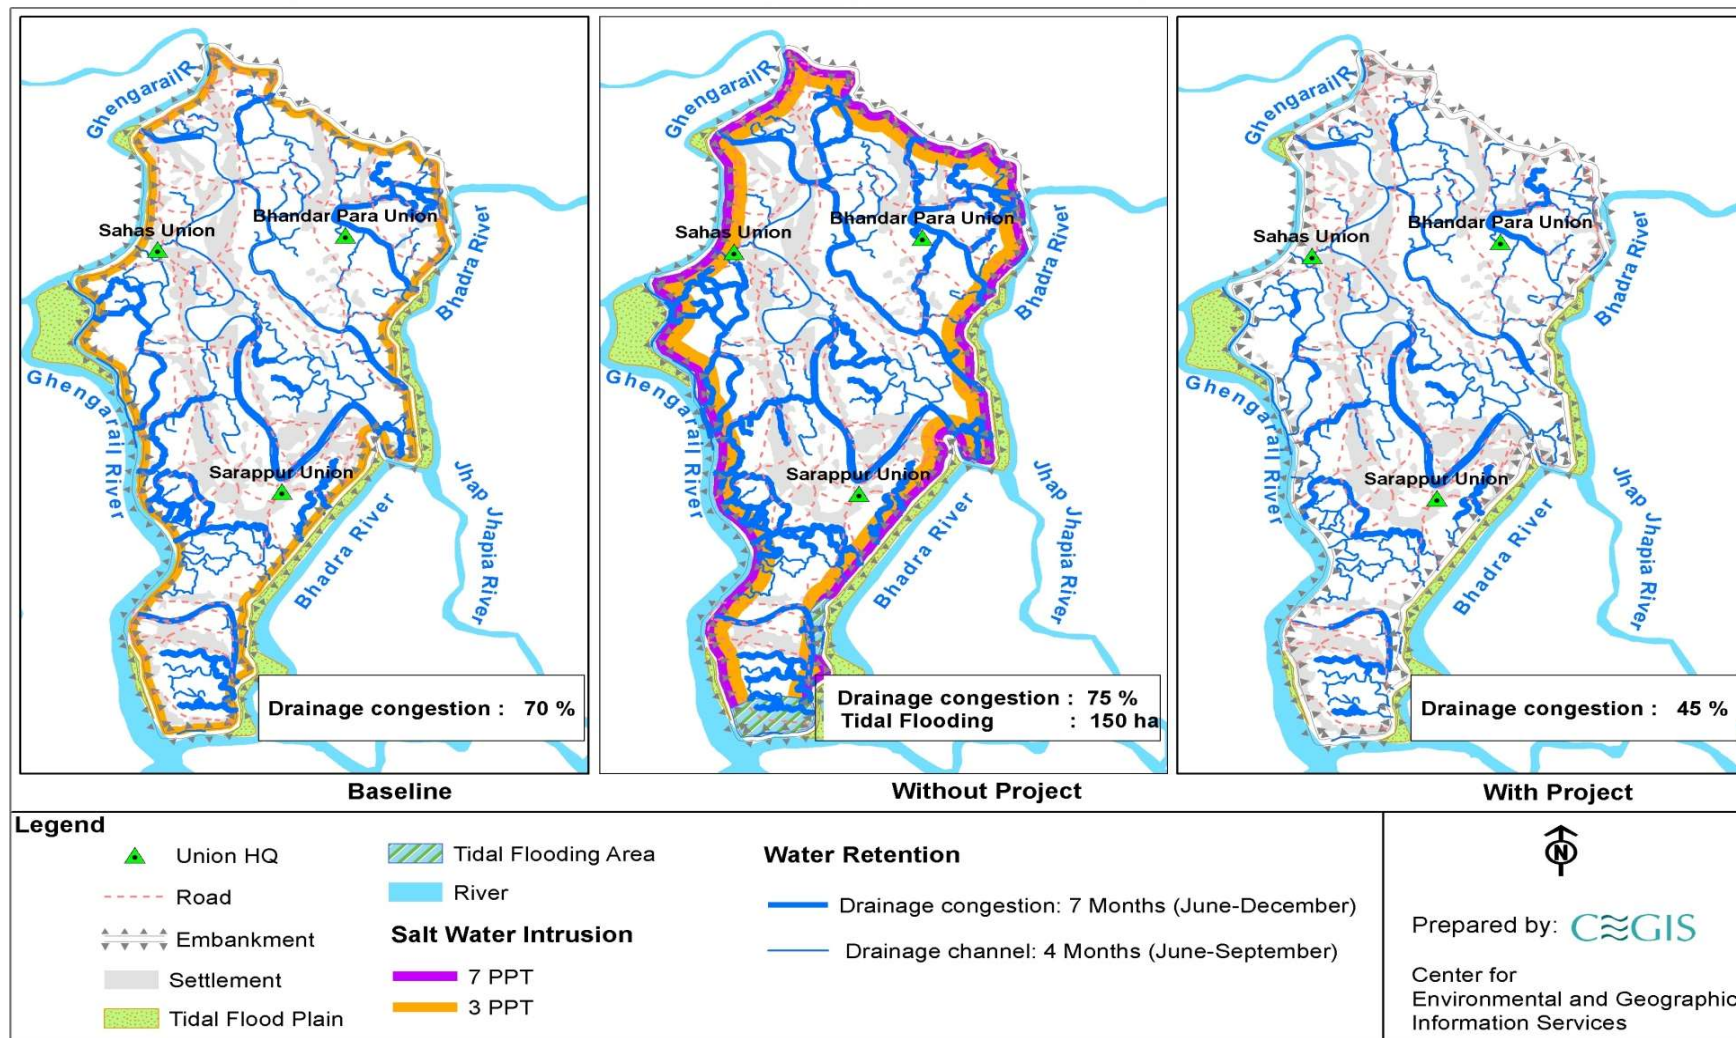 Ghengarail R
Bhandar Para Union
Sahas Union
Bhadra River
Ghengarail River
Sarappur Union
Bhadra River
Jhap Jhapia River
Drainage congestion : 70 %
Baseline
Ghengarail R
Bhandar Para Union
Sahas Union
Bhadra River
Ghengarail River
Sarappur Union
Bhadra River
Jhap Jhapia River
Drainage congestion : 75 %
Tidal Flooding : 150 ha
Without Project
Ghengarail R
Bhandar Para Union
Sahas Union
Bhadra River
Ghengarail River
Sarappur Union
Bhadra River
Jhap Jhapia River
Drainage congestion : 45 %
With Project
Legend
Union HQ
Road
Embankment
Settlement
Tidal Flood Plain
Tidal Flooding Area
River
Salt Water Intrusion
7 PPT
3 PPT
Water Retention
Drainage congestion: 7 Months (June-December)
Drainage channel: 4 Months (June-September)
N
Prepared by: CEGIS
Center for
Environmental and Geographic
Information Services